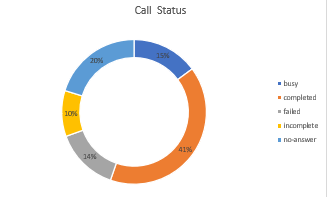 Call Status
20%
15%
busy
completed
failed
10%
incomplete
no-answer
14%
41%